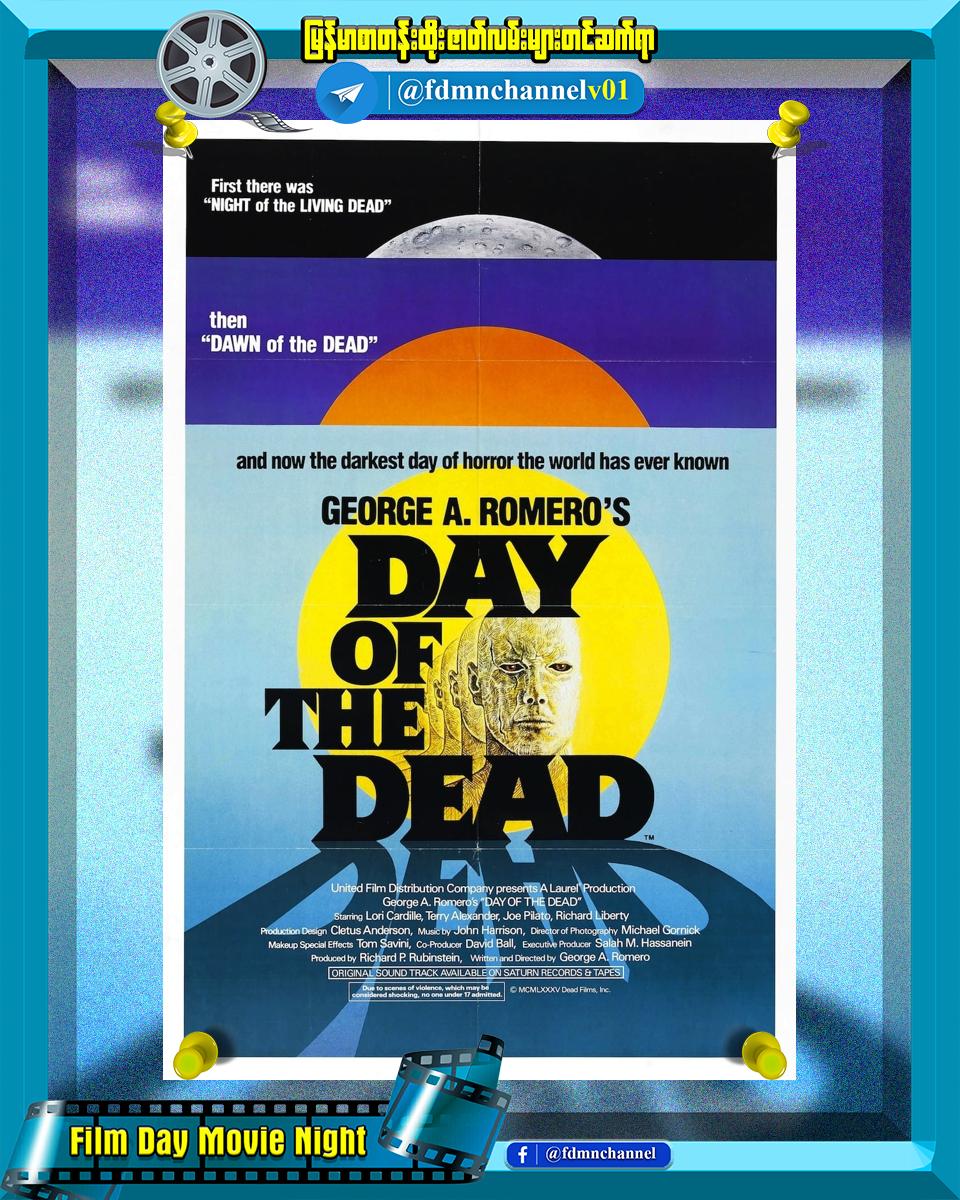 မြန်မာစာတန်းထိုးဇာတ်လမ်းများတင်ဆက်ရာ
@fdmnchannelv01
First there was
“NIGHT of the LIVING DEAD”
then
“DAWN of the DEAD”
and now the darkest day of horror the world has ever known
GEORGE A. ROMERO’S
DAY
OF
THE
DEAD
TM
United Film Distribution Company presents A Laurel Production
George A. Romero’s “DAY OF THE DEAD”
Starring Lori Cardille, Terry Alexander, Joe Pilato, Richard Liberty
Production Design Cletus Anderson, Music by John Harrison, Director of Photography Michael Gornick
Makeup Special Effects Tom Savini, Co-Producer David Ball, Executive Producer Salah M. Hassanein
Produced by Richard P. Rubinstein, Written and Directed by George A. Romero
ORIGINAL SOUND TRACK AVAILABLE ON SATURN RECORDS & TAPES
Due to scenes of violence, which may be
considered shocking, no one under 17 admitted.
© MCMLXXXV Dead Films, Inc.
Film Day Movie Night
@fdmnchannel